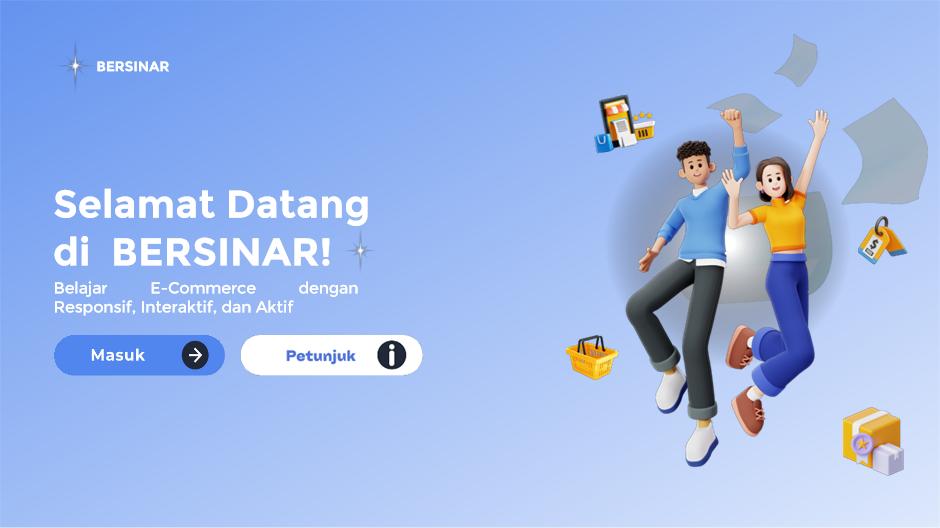 BERSINAR
Selamat Datang
di BERSINAR!
Belajar E-Commerce dengan
Responsif, Interaktif, dan Aktif
Masuk
Petunjuk